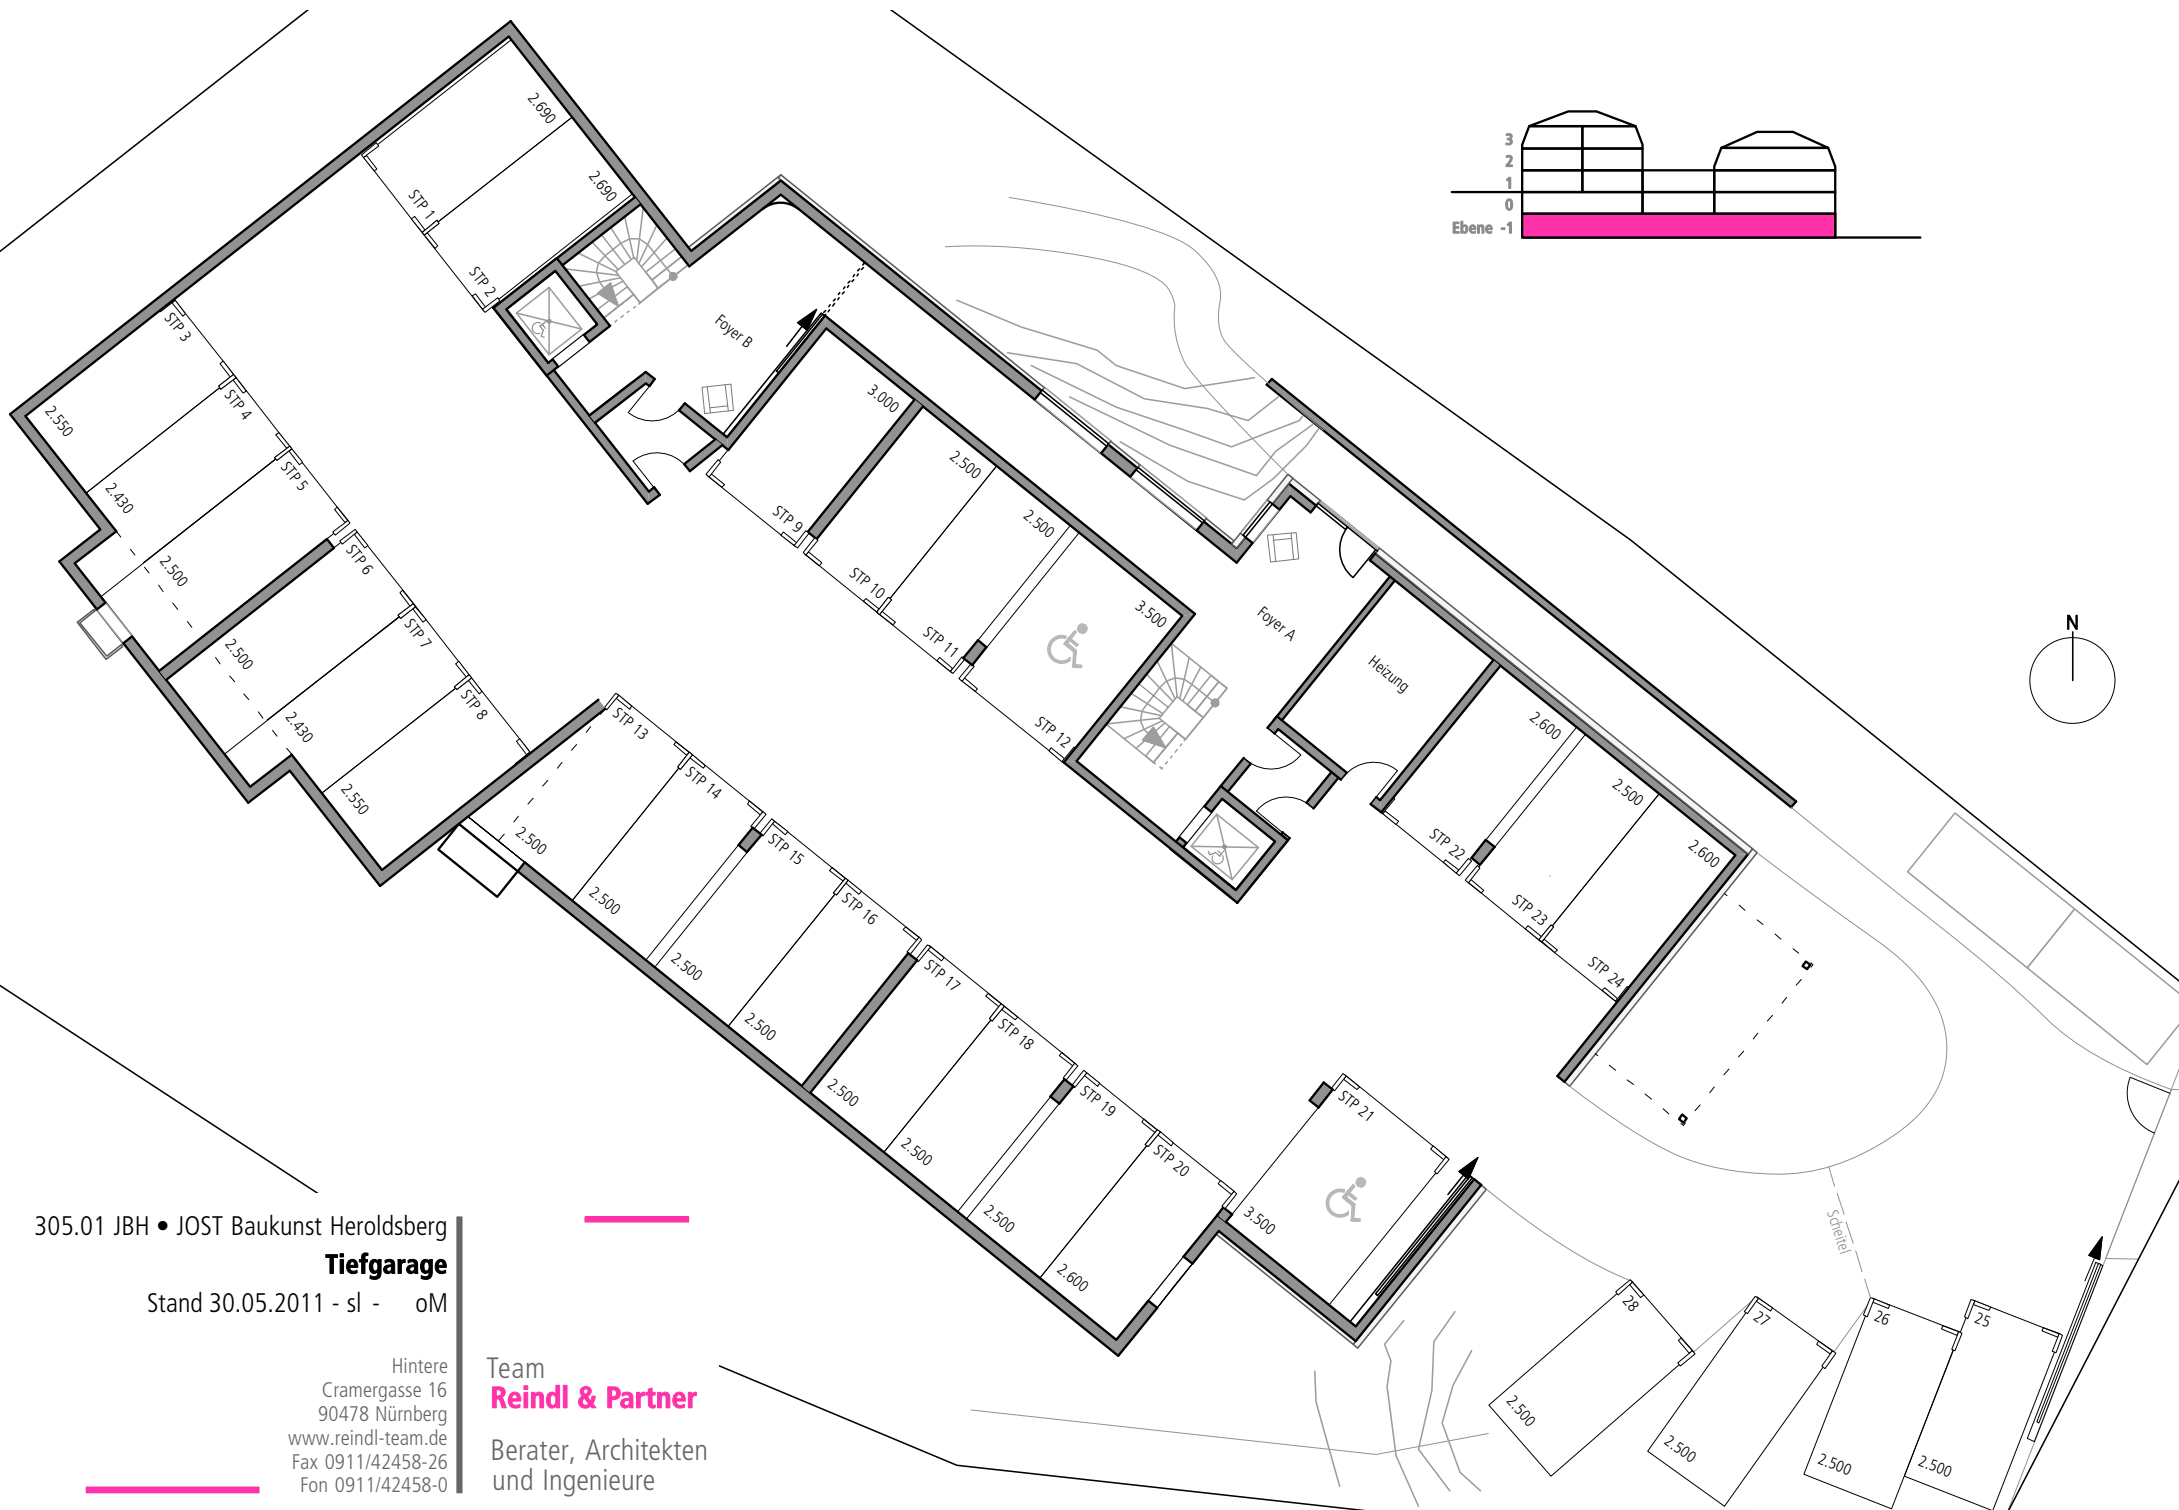 2.690
2.690
STP 1
STP 2
STP 3
STP 4
STP 5
STP 6
STP 7
STP 8
2.550
2.430
2.500
2.500
2.430
2.550
Foyer B
3.000
2.500
2.500
3.500
STP 9
STP 10
STP 11
STP 12
Foyer A
Heizung
2.600
2.500
2.600
STP 22
STP 23
STP 24
STP 13
STP 14
STP 15
STP 16
STP 17
STP 18
STP 19
STP 20
STP 21
2.500
2.500
2.500
2.500
2.500
2.500
2.500
2.600
3.500
3
2
1
0
Ebene -1
N
Scheitel
28
27
26
25
2.500
2.500
2.500
2.500
305.01 JBH • JOST Baukunst Heroldsberg
Tiefgarage
Stand 30.05.2011 - sl - oM
Hintere
Cramergasse 16
90478 Nürnberg
www.reindl-team.de
Fax 0911/42458-26
Fon 0911/42458-0
Team
Reindl & Partner
Berater, Architekten
und Ingenieure